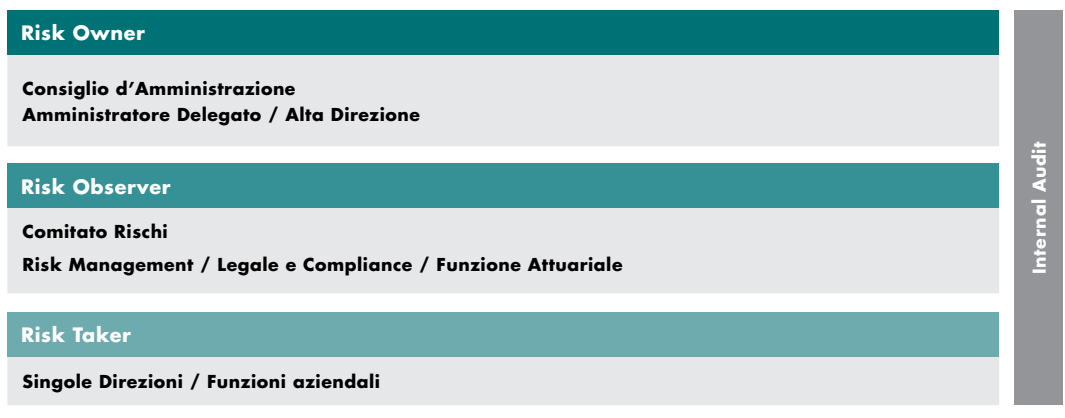 Risk Owner
Consiglio d’Amministrazione
Amministratore Delegato / Alta Direzione
Risk Observer
Comitato Rischi
Risk Management / Legale e Compliance / Funzione Attuariale
Risk Taker
Singole Direzioni / Funzioni aziendali
Internal Audit